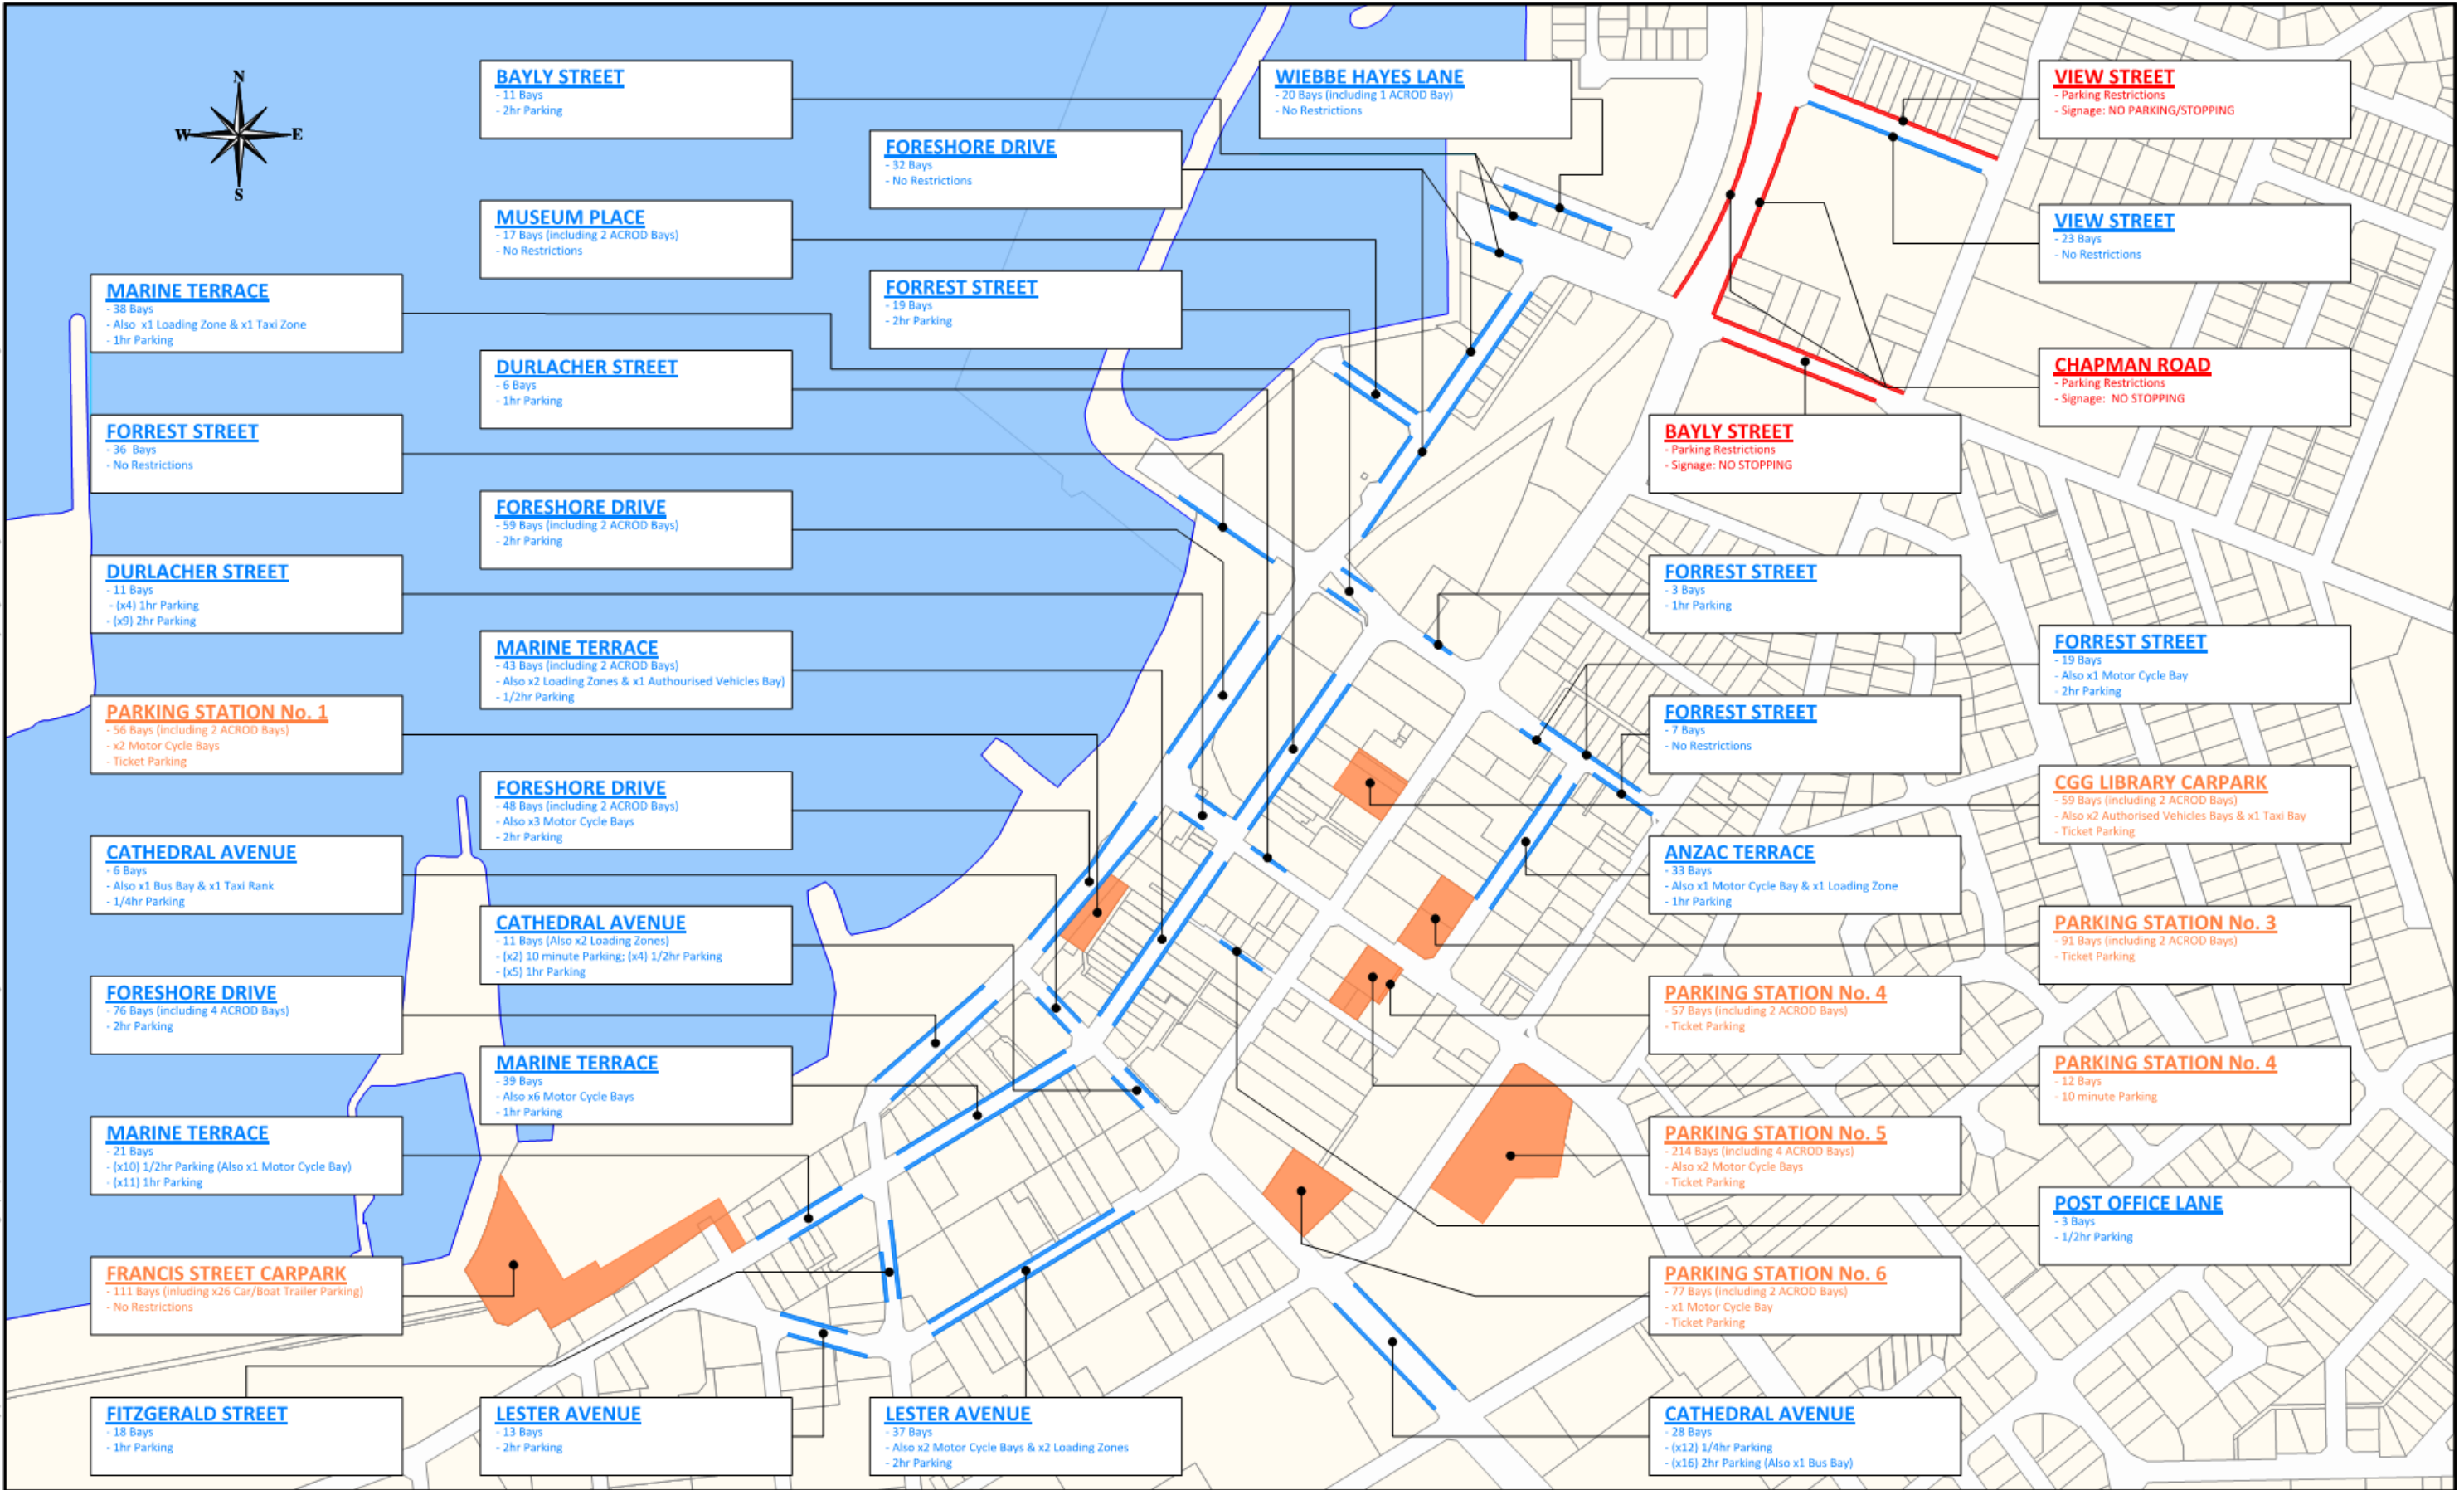 N
W
E
S
BAYLY STREET
- 11 Bays
- 2hr Parking
WIEBBE HAYES LANE
- 20 Bays (including 1 ACROD Bay)
- No Restrictions
VIEW STREET
- Parking Restrictions
- Signage: NO PARKING/STOPPING
FORESHORE DRIVE
- 32 Bays
- No Restrictions
MUSEUM PLACE
- 17 Bays (including 2 ACROD Bays)
- No Restrictions
VIEW STREET
- 23 Bays
- No Restrictions
MARINE TERRACE
- 38 Bays
- Also  x1 Loading Zone & x1 Taxi Zone
- 1hr Parking
FORREST STREET
- 19 Bays
- 2hr Parking
DURLACHER STREET
- 6 Bays
- 1hr Parking
CHAPMAN ROAD
- Parking Restrictions
- Signage:  NO STOPPING
FORREST STREET
- 36  Bays
- No Restrictions
BAYLY STREET
- Parking Restrictions
- Signage: NO STOPPING
FORESHORE DRIVE
- 59 Bays (including 2 ACROD Bays)
- 2hr Parking
DURLACHER STREET
- 11 Bays
- (x4) 1hr Parking
- (x9) 2hr Parking
FORREST STREET
- 3 Bays
- 1hr Parking
MARINE TERRACE
- 43 Bays (including 2 ACROD Bays)
- Also x2 Loading Zones & x1 Authourised Vehicles Bay)
- 1/2hr Parking
FORREST STREET
- 19 Bays
- Also x1 Motor Cycle Bay
- 2hr Parking
PARKING STATION No. 1
- 56 Bays (including 2 ACROD Bays)
- x2 Motor Cycle Bays
- Ticket Parking
FORREST STREET
- 7 Bays
- No Restrictions
FORESHORE DRIVE
- 48 Bays (including 2 ACROD Bays)
- Also x3 Motor Cycle Bays
- 2hr Parking
CGG LIBRARY CARPARK
- 59 Bays (including 2 ACROD Bays)
- Also x2 Authorised Vehicles Bays & x1 Taxi Bay
- Ticket Parking
CATHEDRAL AVENUE
- 6 Bays
- Also x1 Bus Bay & x1 Taxi Rank
- 1/4hr Parking
ANZAC TERRACE
- 33 Bays
- Also x1 Motor Cycle Bay & x1 Loading Zone
- 1hr Parking
CATHEDRAL AVENUE
- 11 Bays (Also x2 Loading Zones)
- (x2) 10 minute Parking; (x4) 1/2hr Parking
- (x5) 1hr Parking
PARKING STATION No. 3
- 91 Bays (including 2 ACROD Bays)
- Ticket Parking
FORESHORE DRIVE
- 76 Bays (including 4 ACROD Bays)
- 2hr Parking
PARKING STATION No. 4
- 57 Bays (including 2 ACROD Bays)
- Ticket Parking
MARINE TERRACE
- 39 Bays
- Also x6 Motor Cycle Bays
- 1hr Parking
PARKING STATION No. 4
- 12 Bays
- 10 minute Parking
MARINE TERRACE
- 21 Bays
- (x10) 1/2hr Parking (Also x1 Motor Cycle Bay)
- (x11) 1hr Parking
PARKING STATION No. 5
- 214 Bays (including 4 ACROD Bays)
- Also x2 Motor Cycle Bays
- Ticket Parking
POST OFFICE LANE
- 3 Bays
- 1/2hr Parking
FRANCIS STREET CARPARK
- 111 Bays (inluding x26 Car/Boat Trailer Parking)
- No Restrictions
PARKING STATION No. 6
- 77 Bays (including 2 ACROD Bays)
- x1 Motor Cycle Bay
- Ticket Parking
FITZGERALD STREET
- 18 Bays
- 1hr Parking
LESTER AVENUE
- 13 Bays
- 2hr Parking
LESTER AVENUE
- 37 Bays
- Also x2 Motor Cycle Bays & x2 Loading Zones
- 2hr Parking
CATHEDRAL AVENUE
- 28 Bays
- (x12) 1/4hr Parking
- (x16) 2hr Parking (Also x1 Bus Bay)